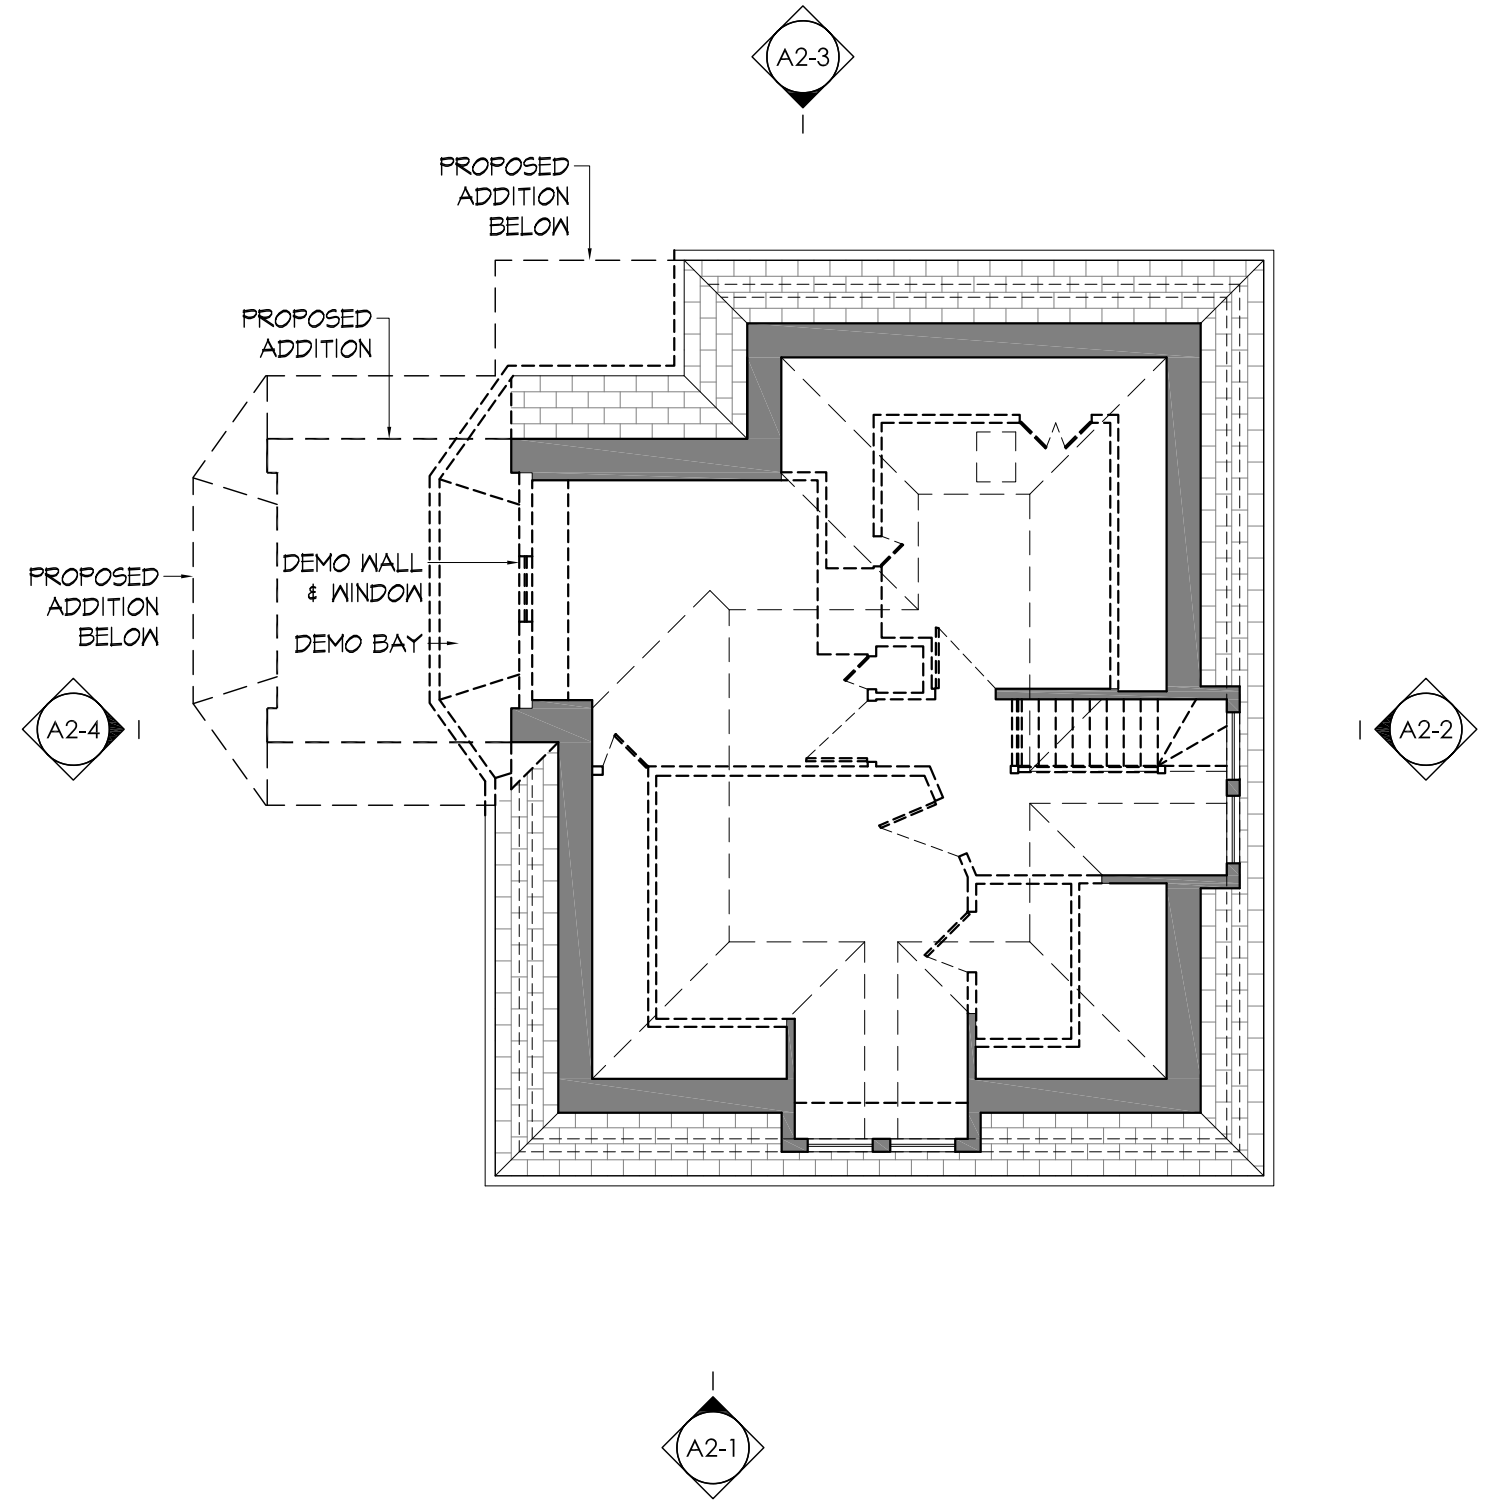 A2-3
PROPOSED
ADDITION
BELOW
PROPOSED
ADDITION
DEMO WALL
& WINDOW
PROPOSED
ADDITION
BELOW
DEMO BAY
A2-4
A2-2
A2-1